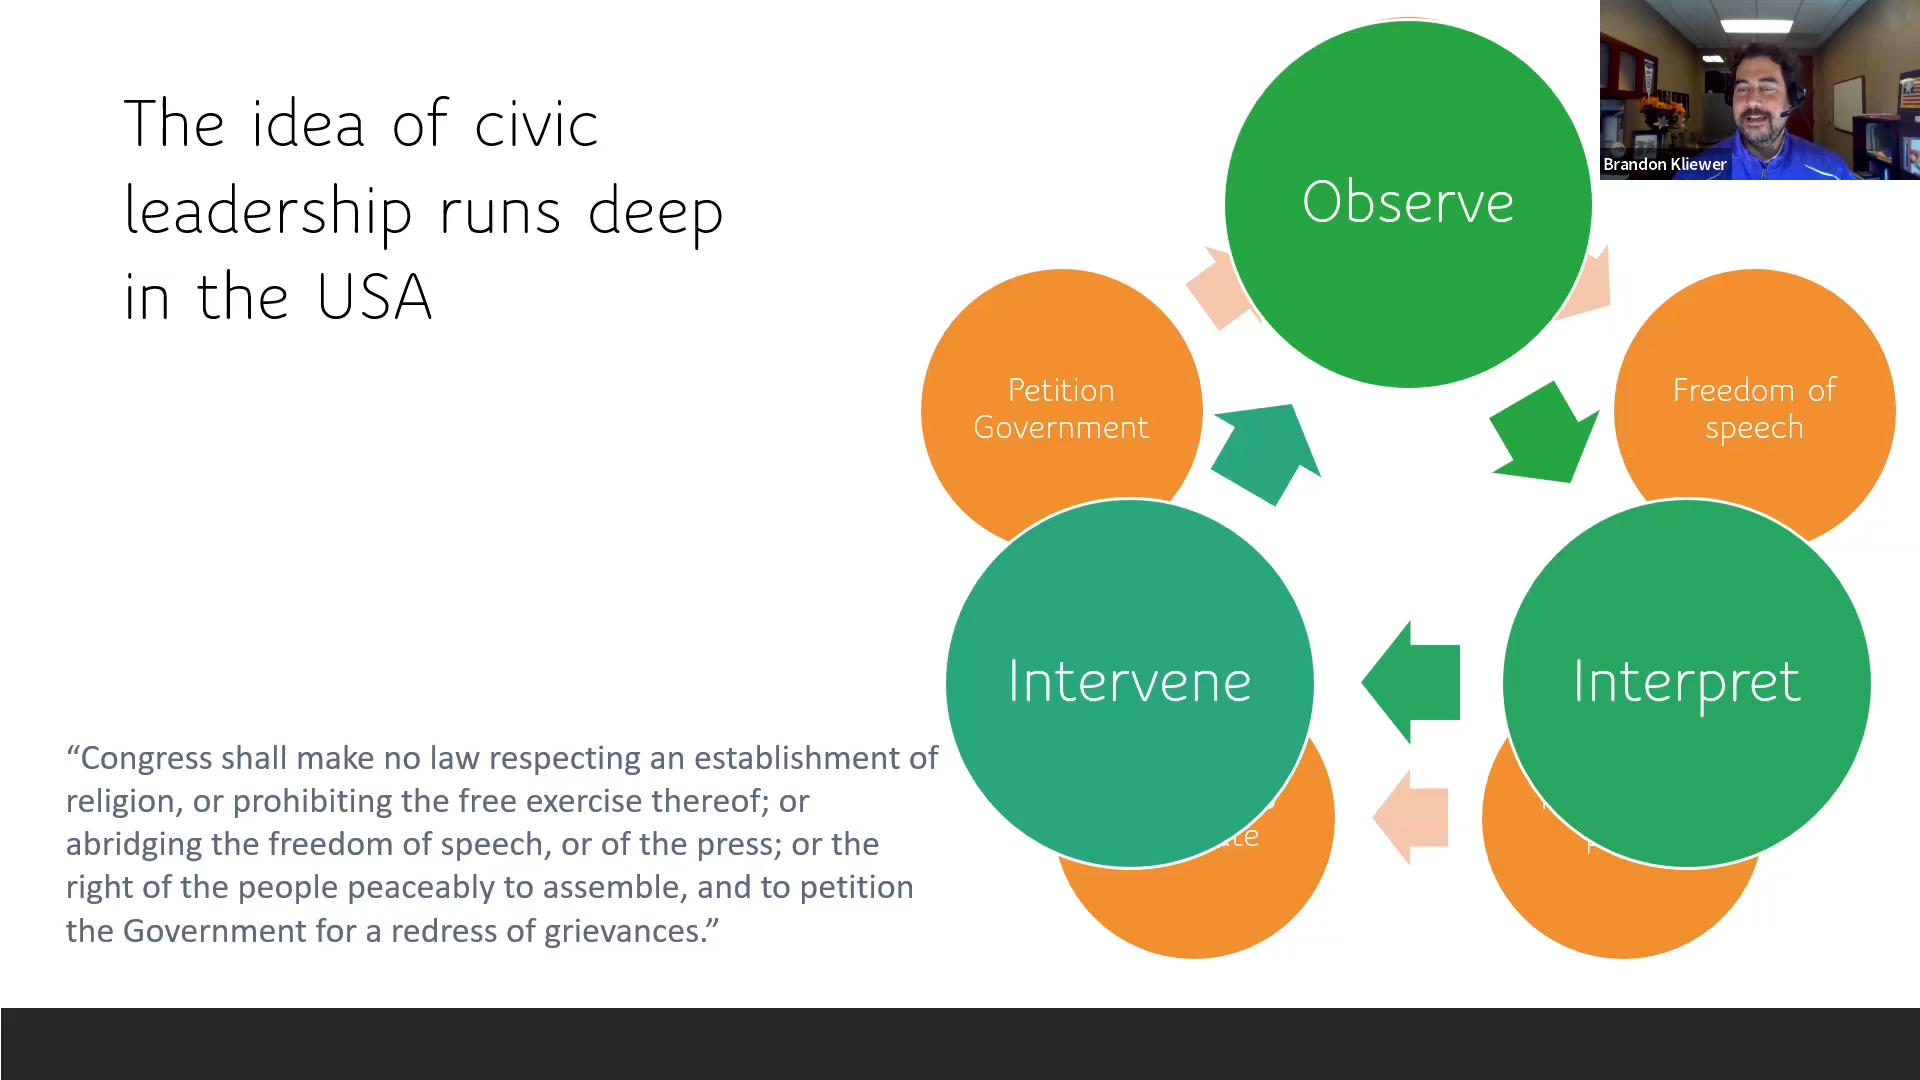 The idea of civic
leadership runs deep
in the USA
“Congress shall make no law respecting an establishment of
religion, or prohibiting the free exercise thereof; or
abridging the freedom of speech, or of the press; or the
right of the people peaceably to assemble, and to petition
the Government for a redress of grievances.”
Observe
Brandon Kliewer
Petition
Government
Freedom of
speech
Intervene
Interpret